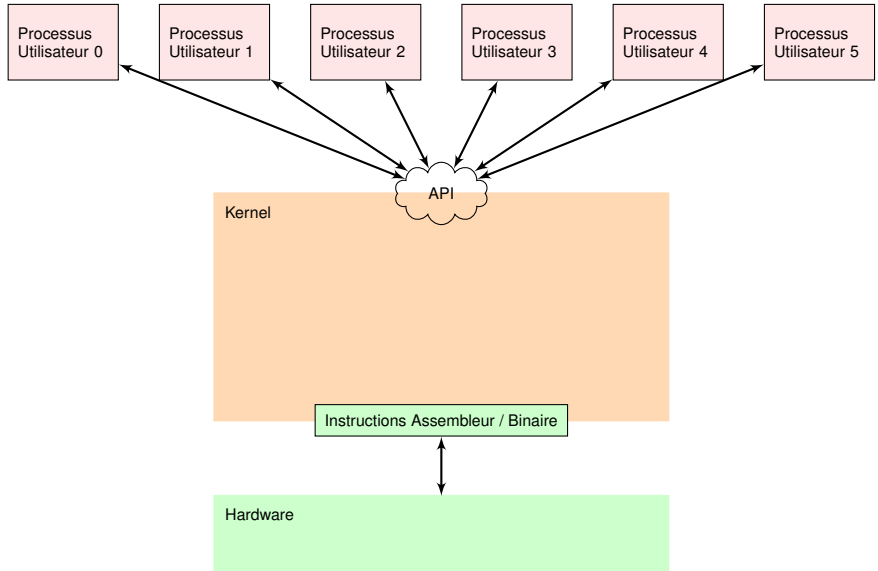 Processus
Utilisateur 0
Processus
Utilisateur 1
Processus
Utilisateur 2
Processus
Utilisateur 3
Processus
Utilisateur 4
Processus
Utilisateur 5
API
Kernel
Instructions Assembleur / Binaire
Hardware